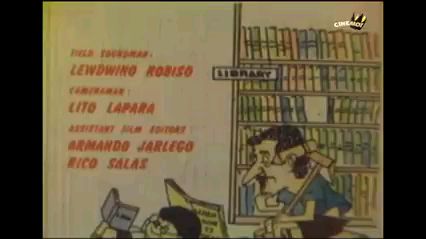 CINEMO!
FIELD SOUNDMAN:
LEWDWINO ROBISO
LIBRARY
CAMERAMAN:
LITO LAPARA
ASSISTANT FILM EDITORS:
ARMANDO JARLEGO
RICO SALAS